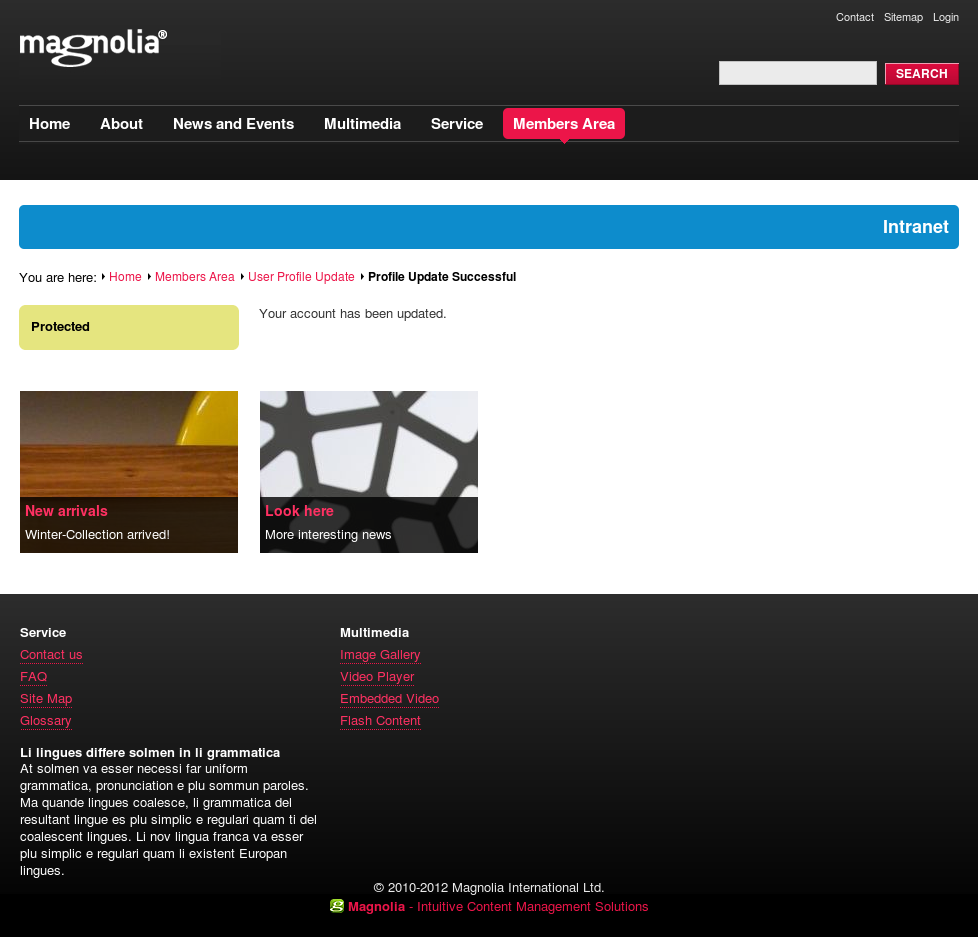 Contact Sitemap Login
magnolia®
SEARCH
Home About News and Events Multimedia Service Members Area
Intranet
You are here: Home Members Area User Profile Update Profile Update Successful
Protected
Your account has been updated.
New arrivals
Winter-Collection arrived!
Look here
More interesting news
Service
Contact us
FAQ
Site Map
Glossary
Multimedia
Image Gallery
Video Player
Embedded Video
Flash Content
Li lingues differe solmen in li grammatica
At solmen va esser necessi far uniform
grammatica, pronunciation e plu sommun paroles.
Ma quande lingues coalesce, li grammatica del
resultant lingue es plu simplic e regulari quam ti del
coalescent lingues. Li nov lingua franca va esser
plu simplic e regulari quam li existent Europan
lingues.
© 2010-2012 Magnolia International Ltd.
Magnolia - Intuitive Content Management Solutions